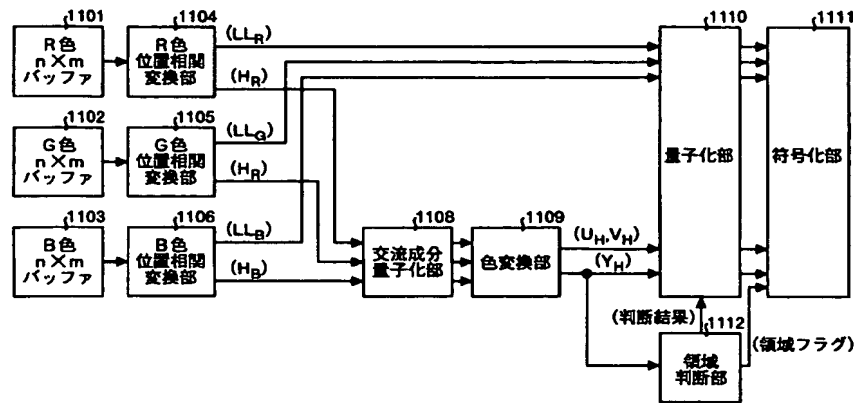 1101
R色
n×m
バッファ
1104
R色
位置相関
変換部
(LL_R)
(H_R)
1102
G色
n×m
バッファ
1105
G色
位置相関
変換部
(LL_G)
(H_R)
1103
B色
n×m
バッファ
1106
B色
位置相関
変換部
(LL_B)
(H_B)
1108
交流成分
量子化部
1109
色変換部
(U_H,V_H)
(Y_H)
1110
量子化部
1111
符号化部
(判断結果)
1112
領域
判断部
(領域フラグ)